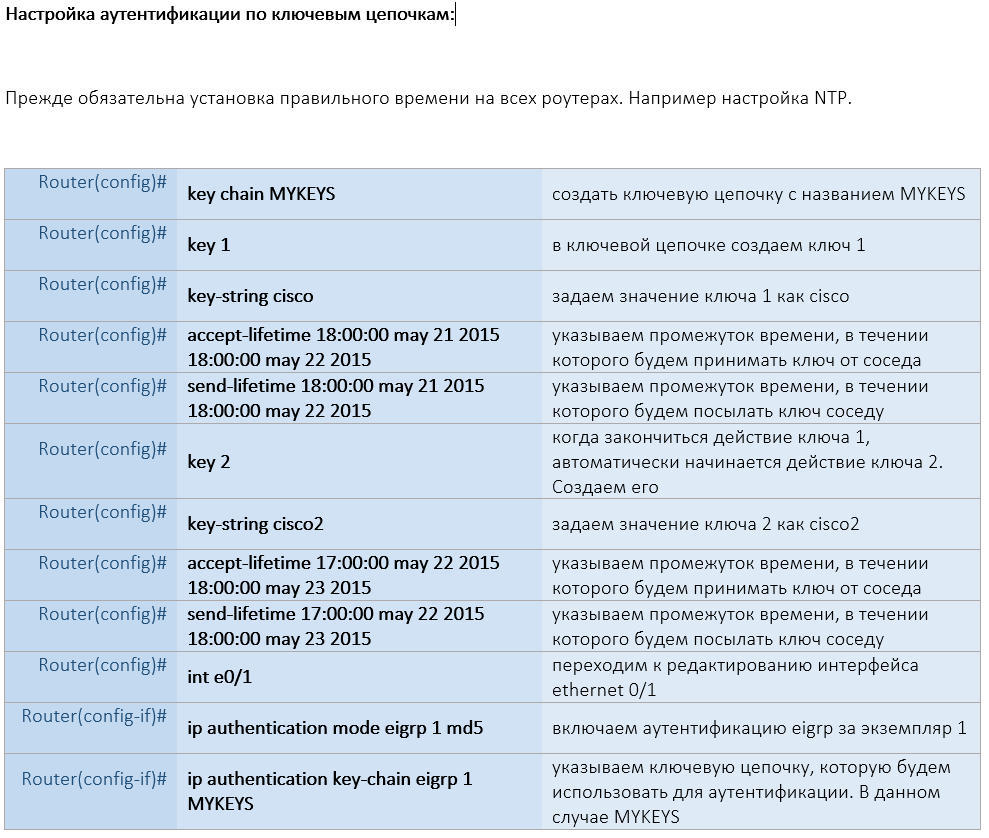 Настройка аутентификации по ключевым цепочкам:
Прежде обязательна установка правильного времени на всех роутерах. Например настройка NTP.
Router(config)#
key chain MYKEYS
создать ключевую цепочку с названием MYKEYS
Router(config)#
key 1
в ключевой цепочке создаем ключ 1
Router(config)#
key-string cisco
задаем значение ключа 1 как cisco
Router(config)#
accept-lifetime 18:00:00 may 21 2015
18:00:00 may 22 2015
указываем промежуток времени, в течении
которого будем принимать ключ от соседа
Router(config)#
send-lifetime 18:00:00 may 21 2015
18:00:00 may 22 2015
указываем промежуток времени, в течении
которого будем посылать ключ соседу
Router(config)#
key 2
когда закончиться действие ключа 1,
автоматически начинается действие ключа 2.
Создаем его
Router(config)#
key-string cisco2
задаем значение ключа 2 как cisco2
Router(config)#
accept-lifetime 17:00:00 may 22 2015
18:00:00 may 23 2015
указываем промежуток времени, в течении
которого будем принимать ключ от соседа
Router(config)#
send-lifetime 17:00:00 may 22 2015
18:00:00 may 23 2015
указываем промежуток времени, в течении
которого будем посылать ключ соседу
Router(config)#
int e0/1
переходим к редактированию интерфейса
ethernet 0/1
Router(config-if)#
ip authentication mode eigrp 1 md5
включаем аутентификацию eigrp за экземпляр 1
Router(config-if)#
ip authentication key-chain eigrp 1
MYKEYS
указываем ключевую цепочку, которую будем
использовать для аутентификации. В данном
случае MYKEYS